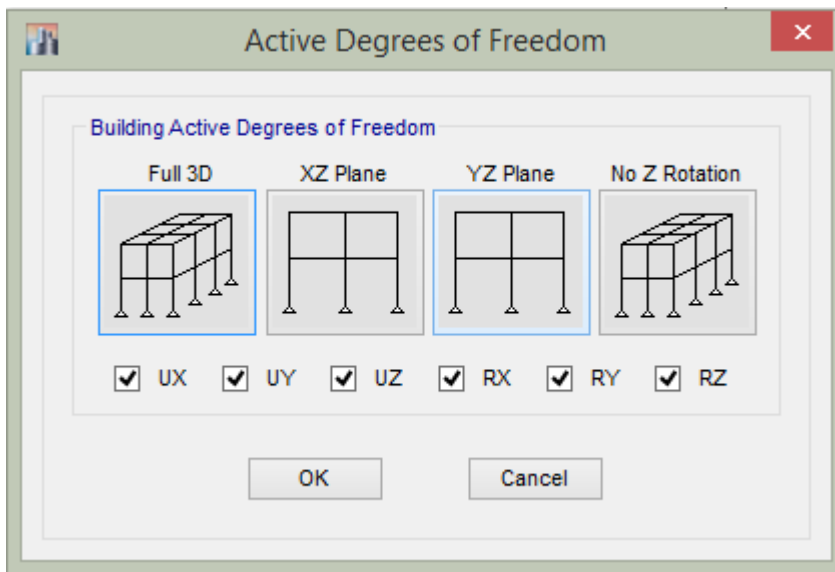 Active Degrees of Freedom
Building Active Degrees of Freedom
Full 3D XZ Plane YZ Plane No Z Rotation
UX UY UZ RX RY RZ
OK Cancel